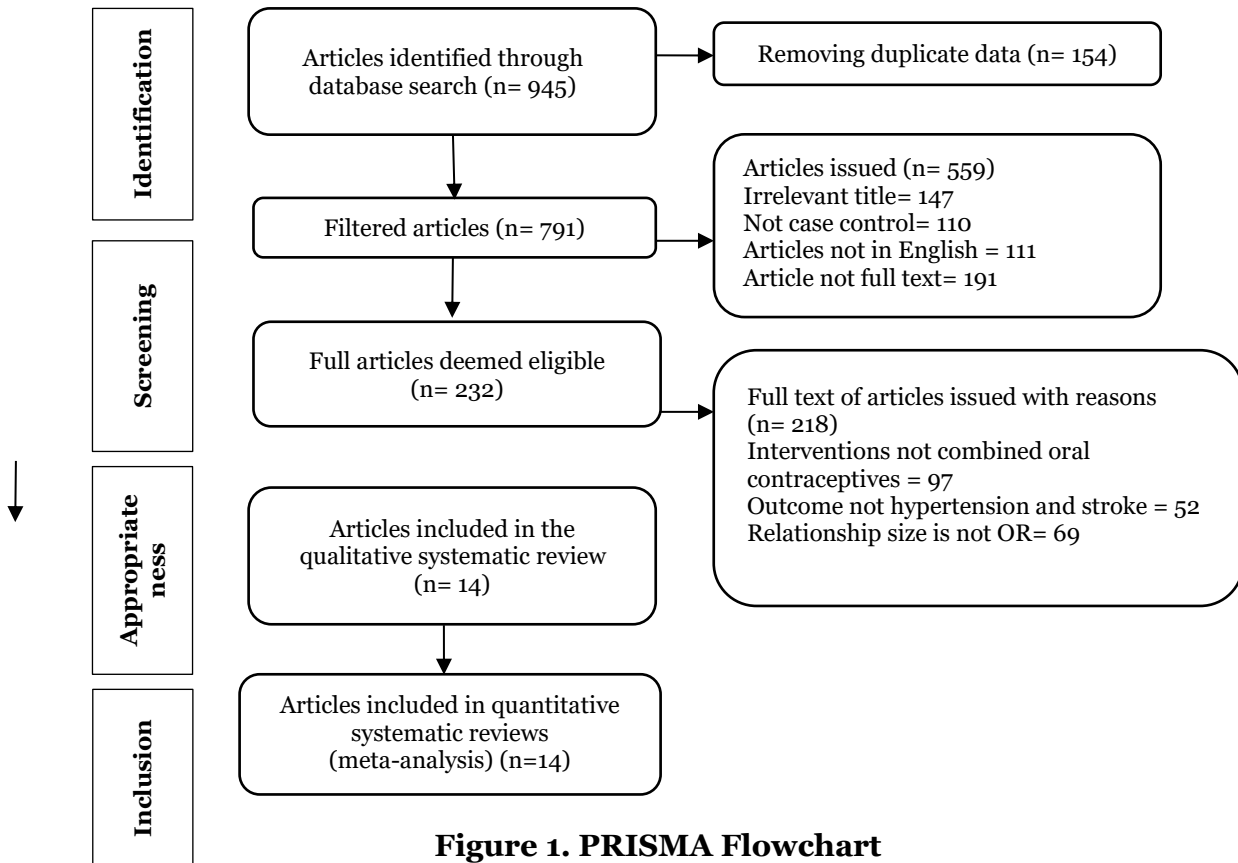 Identification
Articles identified through
database search (n= 945)
Removing duplicate data (n= 154)
Filtered articles (n= 791)
Articles issued (n= 559)
Irrelevant title= 147
Not case control= 110
Articles not in English = 111
Article not full text= 191
Screening
Full articles deemed eligible
(n= 232)
Full text of articles issued with reasons
(n= 218)
Interventions not combined oral
contraceptives = 97
Outcome not hypertension and stroke = 52
Relationship size is not OR= 69
Appropriate
ness
Articles included in the
qualitative systematic review
(n= 14)
Inclusion
Articles included in quantitative
systematic reviews
(meta-analysis) (n=14)
Figure 1. PRISMA Flowchart